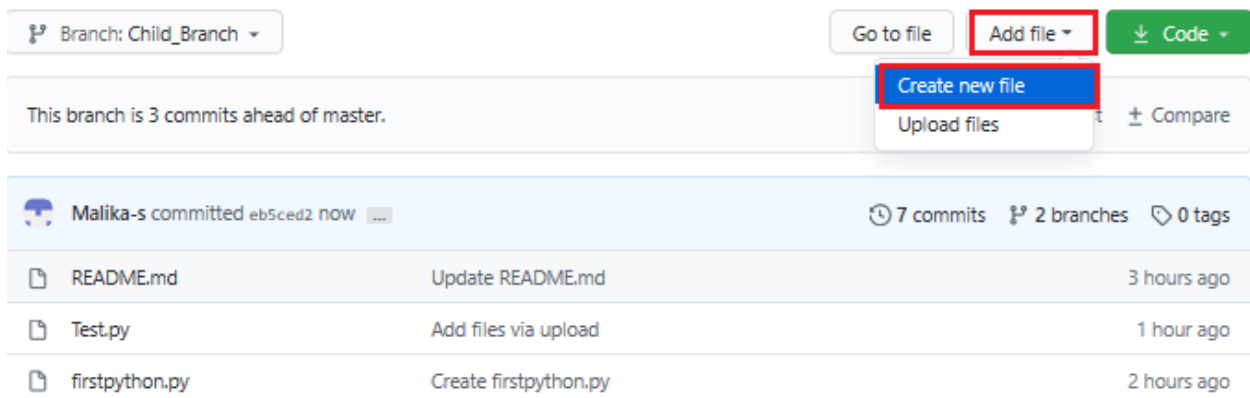 Branch: Child_Branch
Go to file
Add file
Code
Create new file
Upload files
This branch is 3 commits ahead of master.
Compare
Malika-s committed eb5ced2 now ...
7 commits 2 branches 0 tags
README.md Update README.md 3 hours ago
Test.py Add files via upload 1 hour ago
firstpython.py Create firstpython.py 2 hours ago